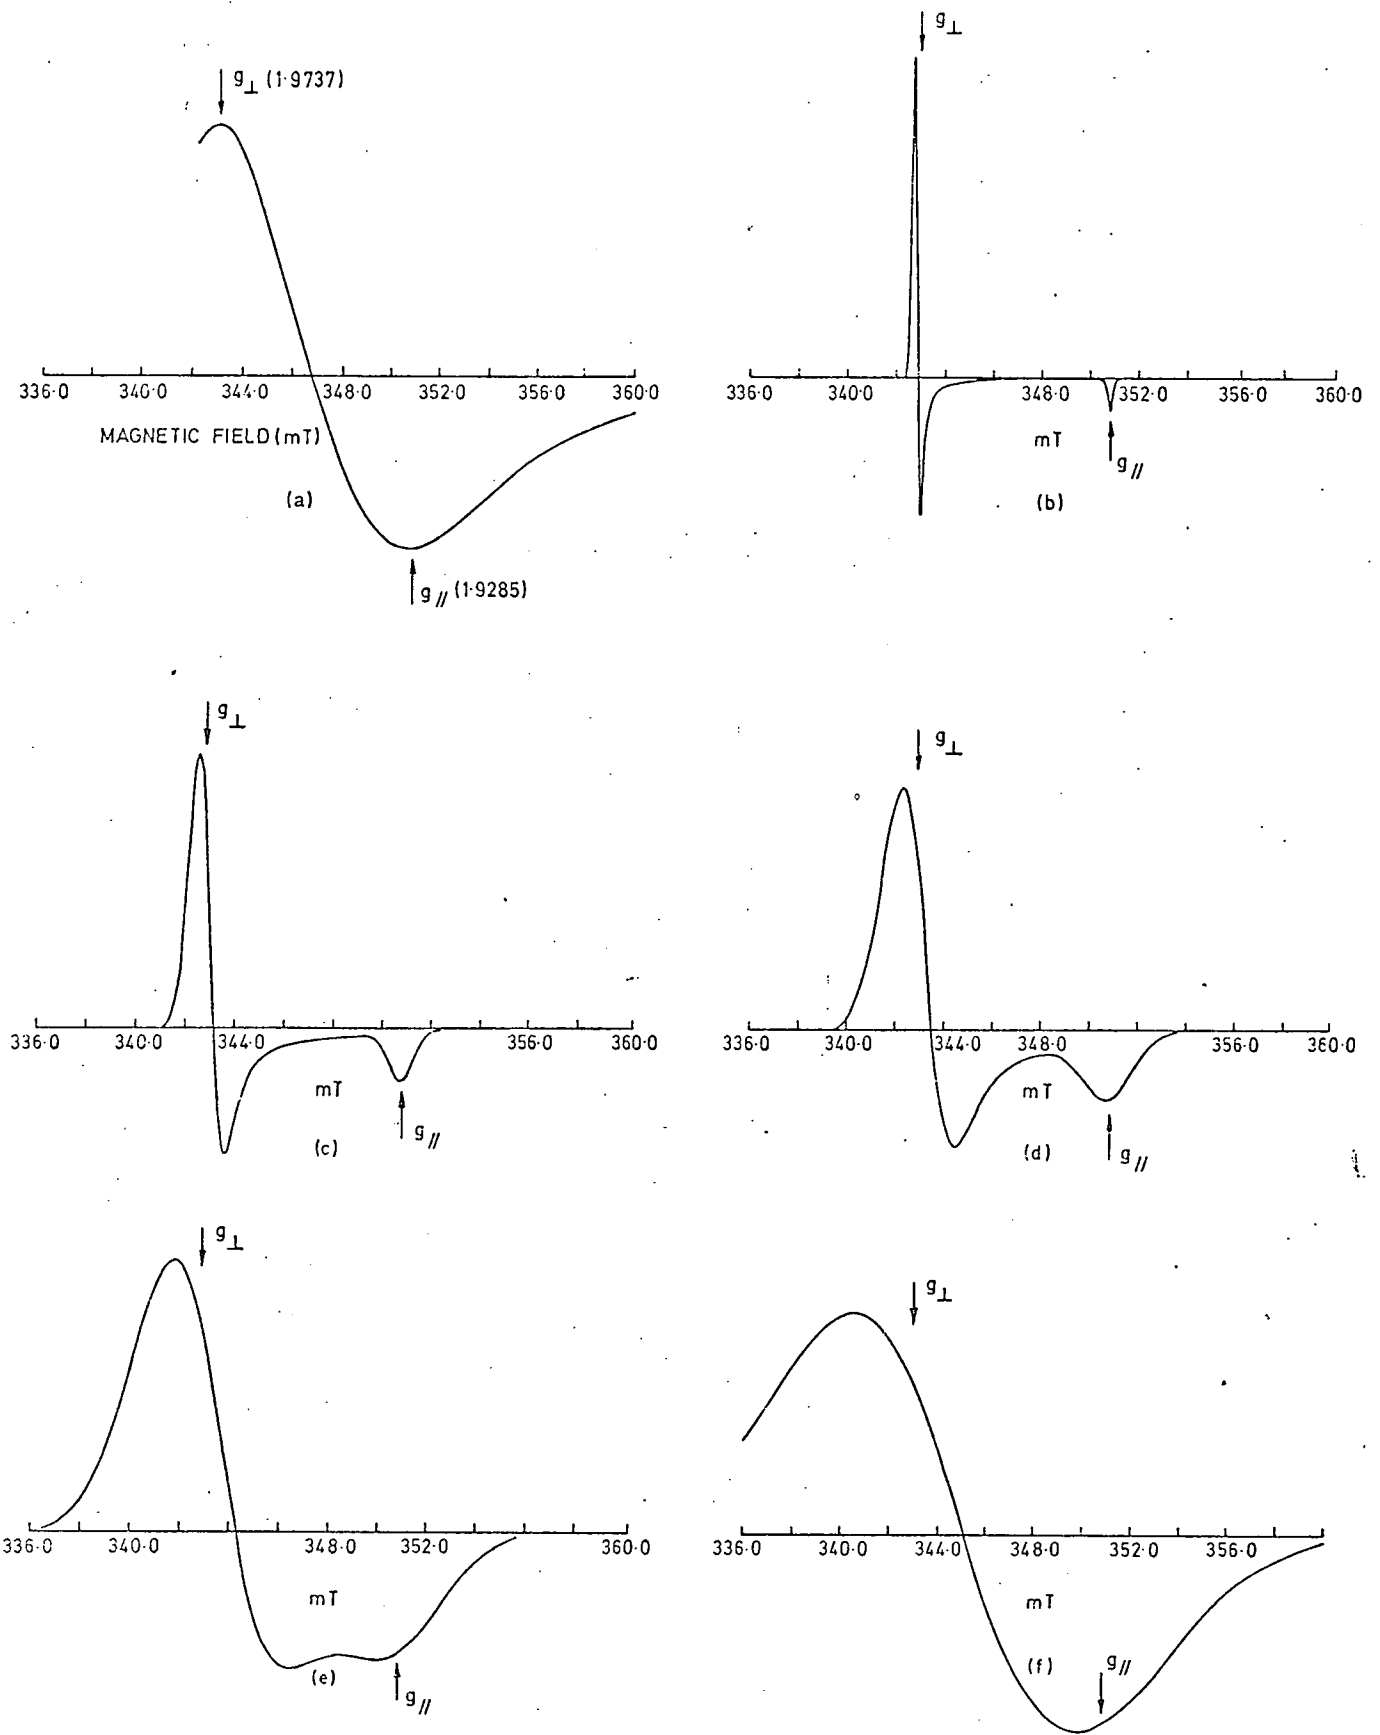 g⊥ (1·9737)
336·0 340·0 344·0 348·0 352·0 356·0 360·0
MAGNETIC FIELD (mT)
(a)
g// (1·9285)
g⊥
336·0 340·0 348·0 352·0 356·0 360·0
mT
g//
(b)
g⊥
336·0 340·0 344·0 356·0 360·0
mT
g//
(c)
g⊥
336·0 340·0 344·0 348·0 356·0 360·0
mT
g//
(d)
g⊥
336·0 340·0 348·0 352·0 360·0
mT
(e)
g//
g⊥
336·0 340·0 344·0 348·0 352·0 356·0
mT
(f)
g//